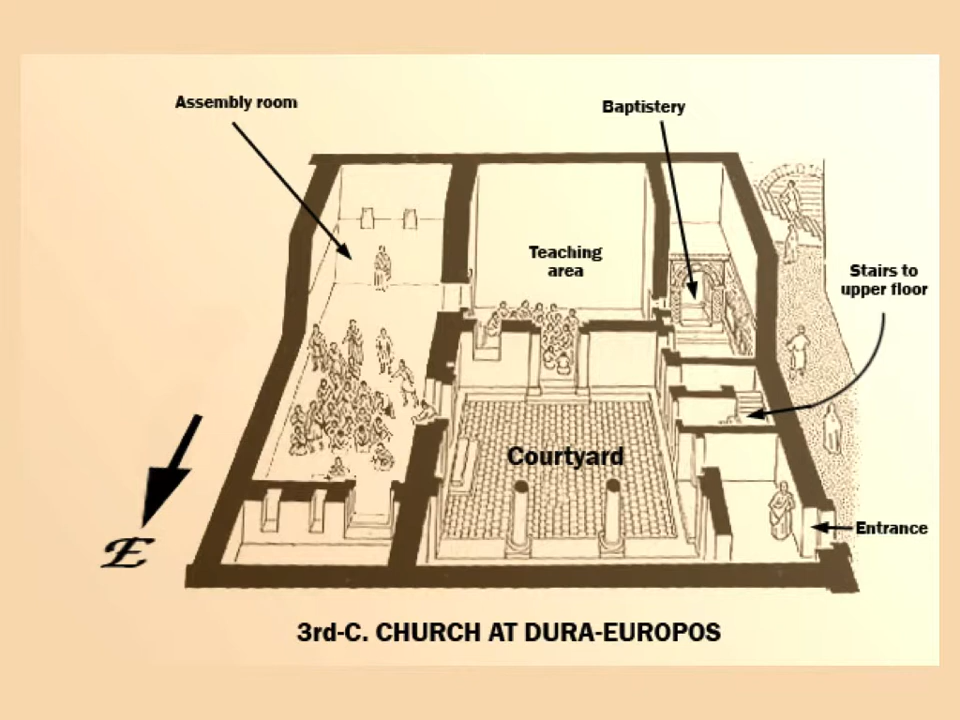 Assembly room
Baptistery
Teaching
area
Stairs to
upper floor
Courtyard
Entrance
E
3rd-C. CHURCH AT DURA-EUROPOS